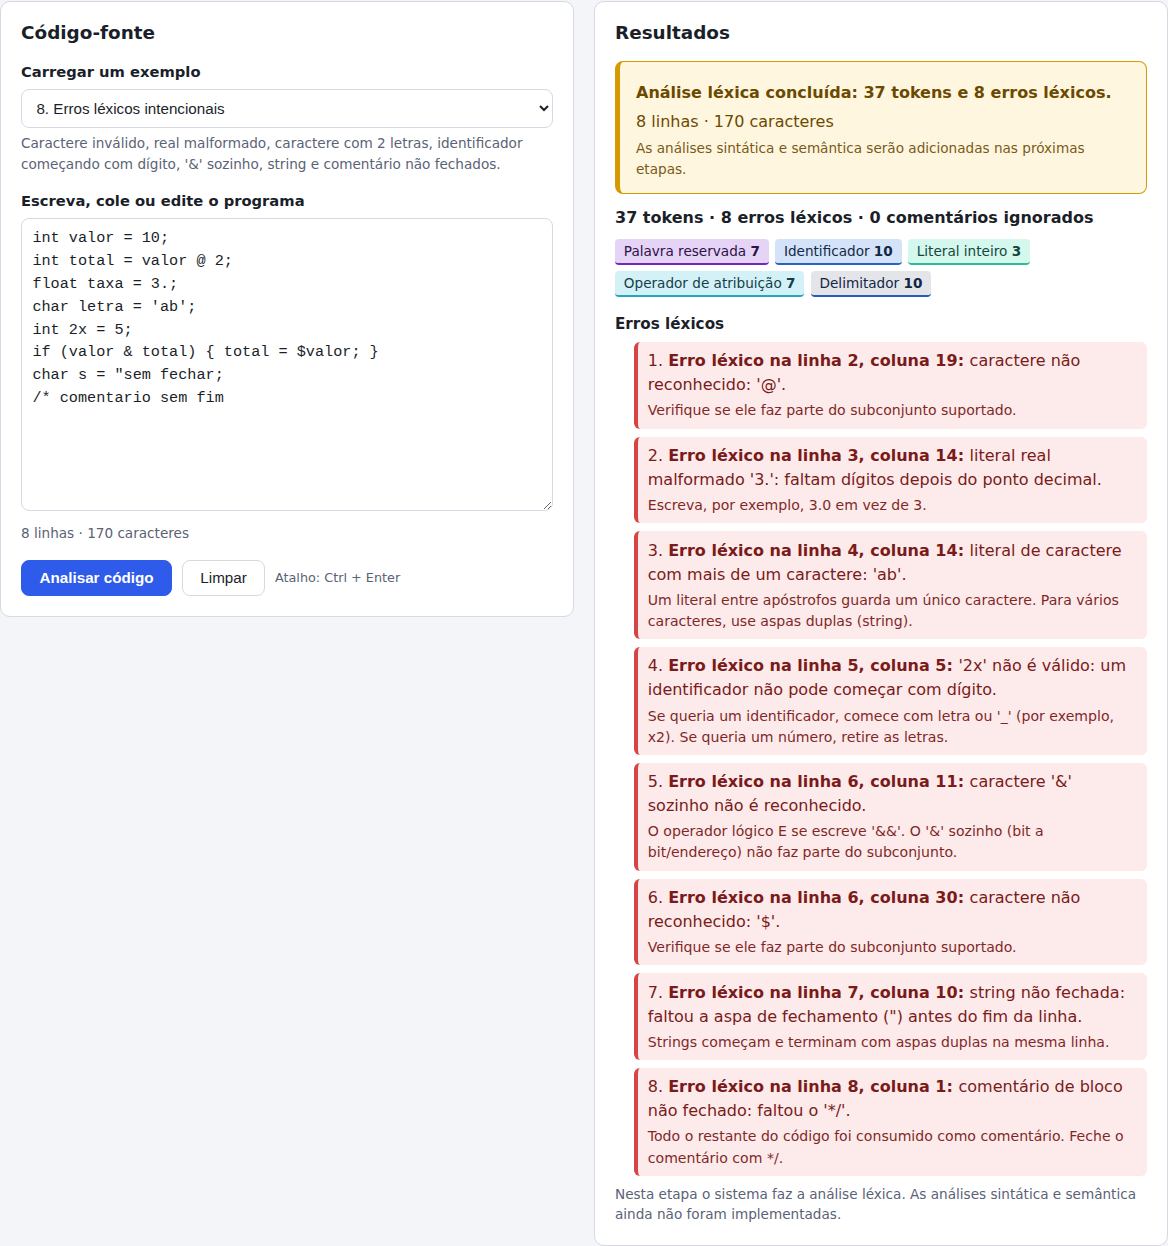 Código-fonte
Carregar um exemplo
8. Erros léxicos intencionais
Caractere inválido, real malformado, caractere com 2 letras, identificador
começando com dígito, '&' sozinho, string e comentário não fechados.
Escreva, cole ou edite o programa
int valor = 10;
int total = valor @ 2;
float taxa = 3.;
char letra = 'ab';
int 2x = 5;
if (valor & total) { total = $valor; }
char s = "sem fechar;
/* comentario sem fim
8 linhas · 170 caracteres
Analisar código
Limpar
Atalho: Ctrl + Enter
Resultados
Análise léxica concluída: 37 tokens e 8 erros léxicos.
8 linhas · 170 caracteres
As análises sintática e semântica serão adicionadas nas próximas
etapas.
37 tokens · 8 erros léxicos · 0 comentários ignorados
Palavra reservada 7
Identificador 10
Literal inteiro 3
Operador de atribuição 7
Delimitador 10
Erros léxicos
1. Erro léxico na linha 2, coluna 19: caractere não
reconhecido: '@'.
Verifique se ele faz parte do subconjunto suportado.
2. Erro léxico na linha 3, coluna 14: literal real
malformado '3.': faltam dígitos depois do ponto decimal.
Escreva, por exemplo, 3.0 em vez de 3.
3. Erro léxico na linha 4, coluna 14: literal de caractere
com mais de um caractere: 'ab'.
Um literal entre apóstrofos guarda um único caractere. Para vários
caracteres, use aspas duplas (string).
4. Erro léxico na linha 5, coluna 5: '2x' não é válido: um
identificador não pode começar com dígito.
Se queria um identificador, comece com letra ou '_' (por exemplo,
x2). Se queria um número, retire as letras.
5. Erro léxico na linha 6, coluna 11: caractere '&'
sozinho não é reconhecido.
O operador lógico E se escreve '&&'. O '&' sozinho (bit a
bit/endereço) não faz parte do subconjunto.
6. Erro léxico na linha 6, coluna 30: caractere não
reconhecido: '$'.
Verifique se ele faz parte do subconjunto suportado.
7. Erro léxico na linha 7, coluna 10: string não fechada:
faltou a aspa de fechamento (") antes do fim da linha.
Strings começam e terminam com aspas duplas na mesma linha.
8. Erro léxico na linha 8, coluna 1: comentário de bloco
não fechado: faltou o '*/'.
Todo o restante do código foi consumido como comentário. Feche o
comentário com */.
Nesta etapa o sistema faz a análise léxica. As análises sintática e semântica
ainda não foram implementadas.